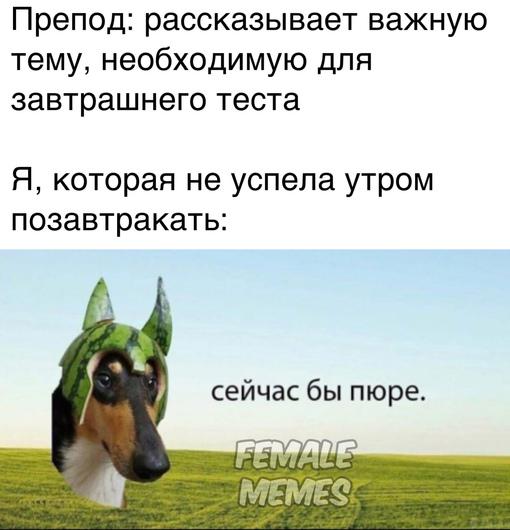 Препод: рассказывает важную
тему, необходимую для
завтрашнего теста
Я, которая не успела утром
позавтракать:
сейчас бы пюре.
FEMALE
MEMES